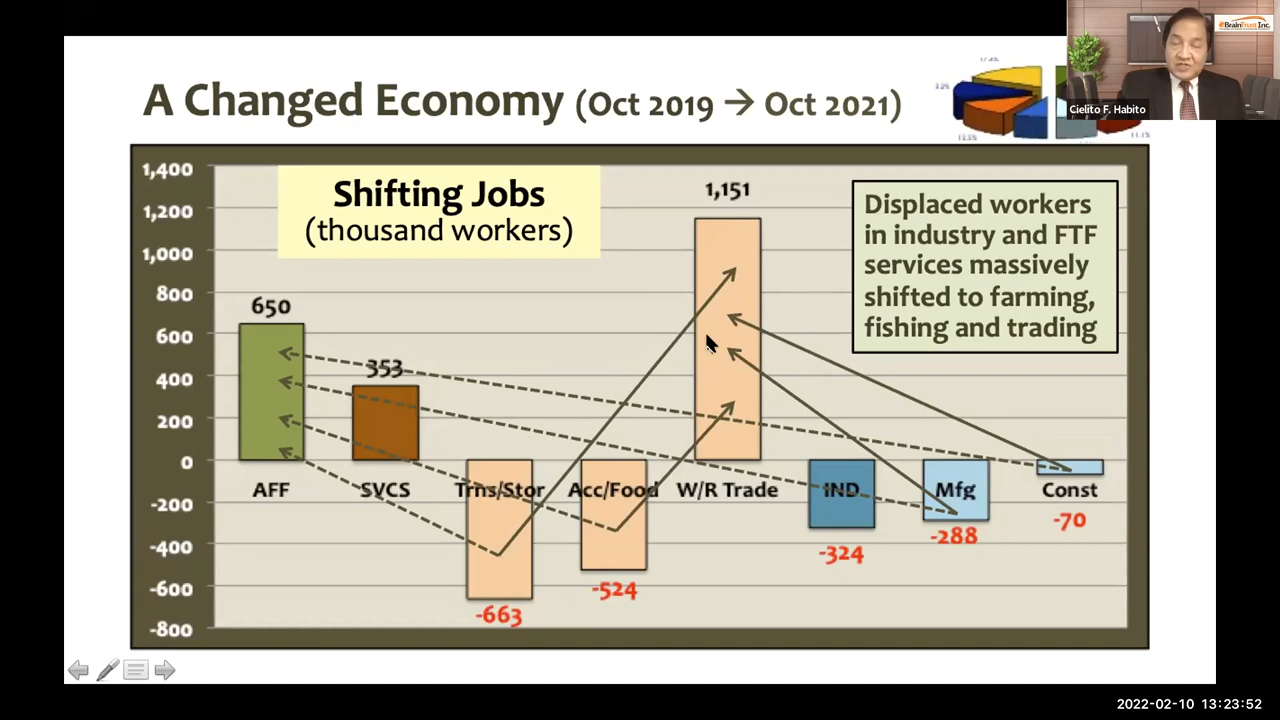 BrainTrust Inc.
Cielito F. Habito
A Changed Economy (Oct 2019 → Oct 2021)
Shifting Jobs
(thousand workers)
Displaced workers
in industry and FTF
services massively
shifted to farming,
fishing and trading
1,400
1,200
1,000
800
600
400
200
0
-200
-400
-600
-800
650
353
1,151
AFF
SVCS
Trns/Stor
Acc/Food
W/R Trade
IND
Mfg
Const
-663
-524
-324
-288
-70
2022-02-10 13:23:52